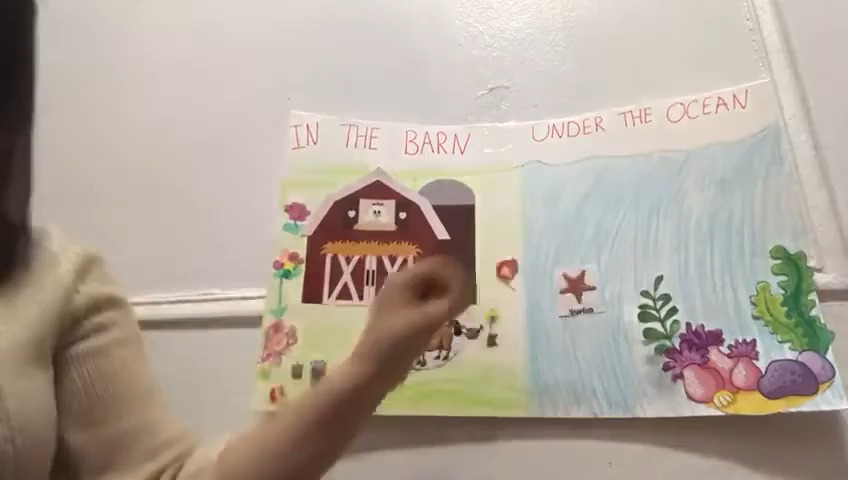 IN THE BARN
UNDER THE OCEAN